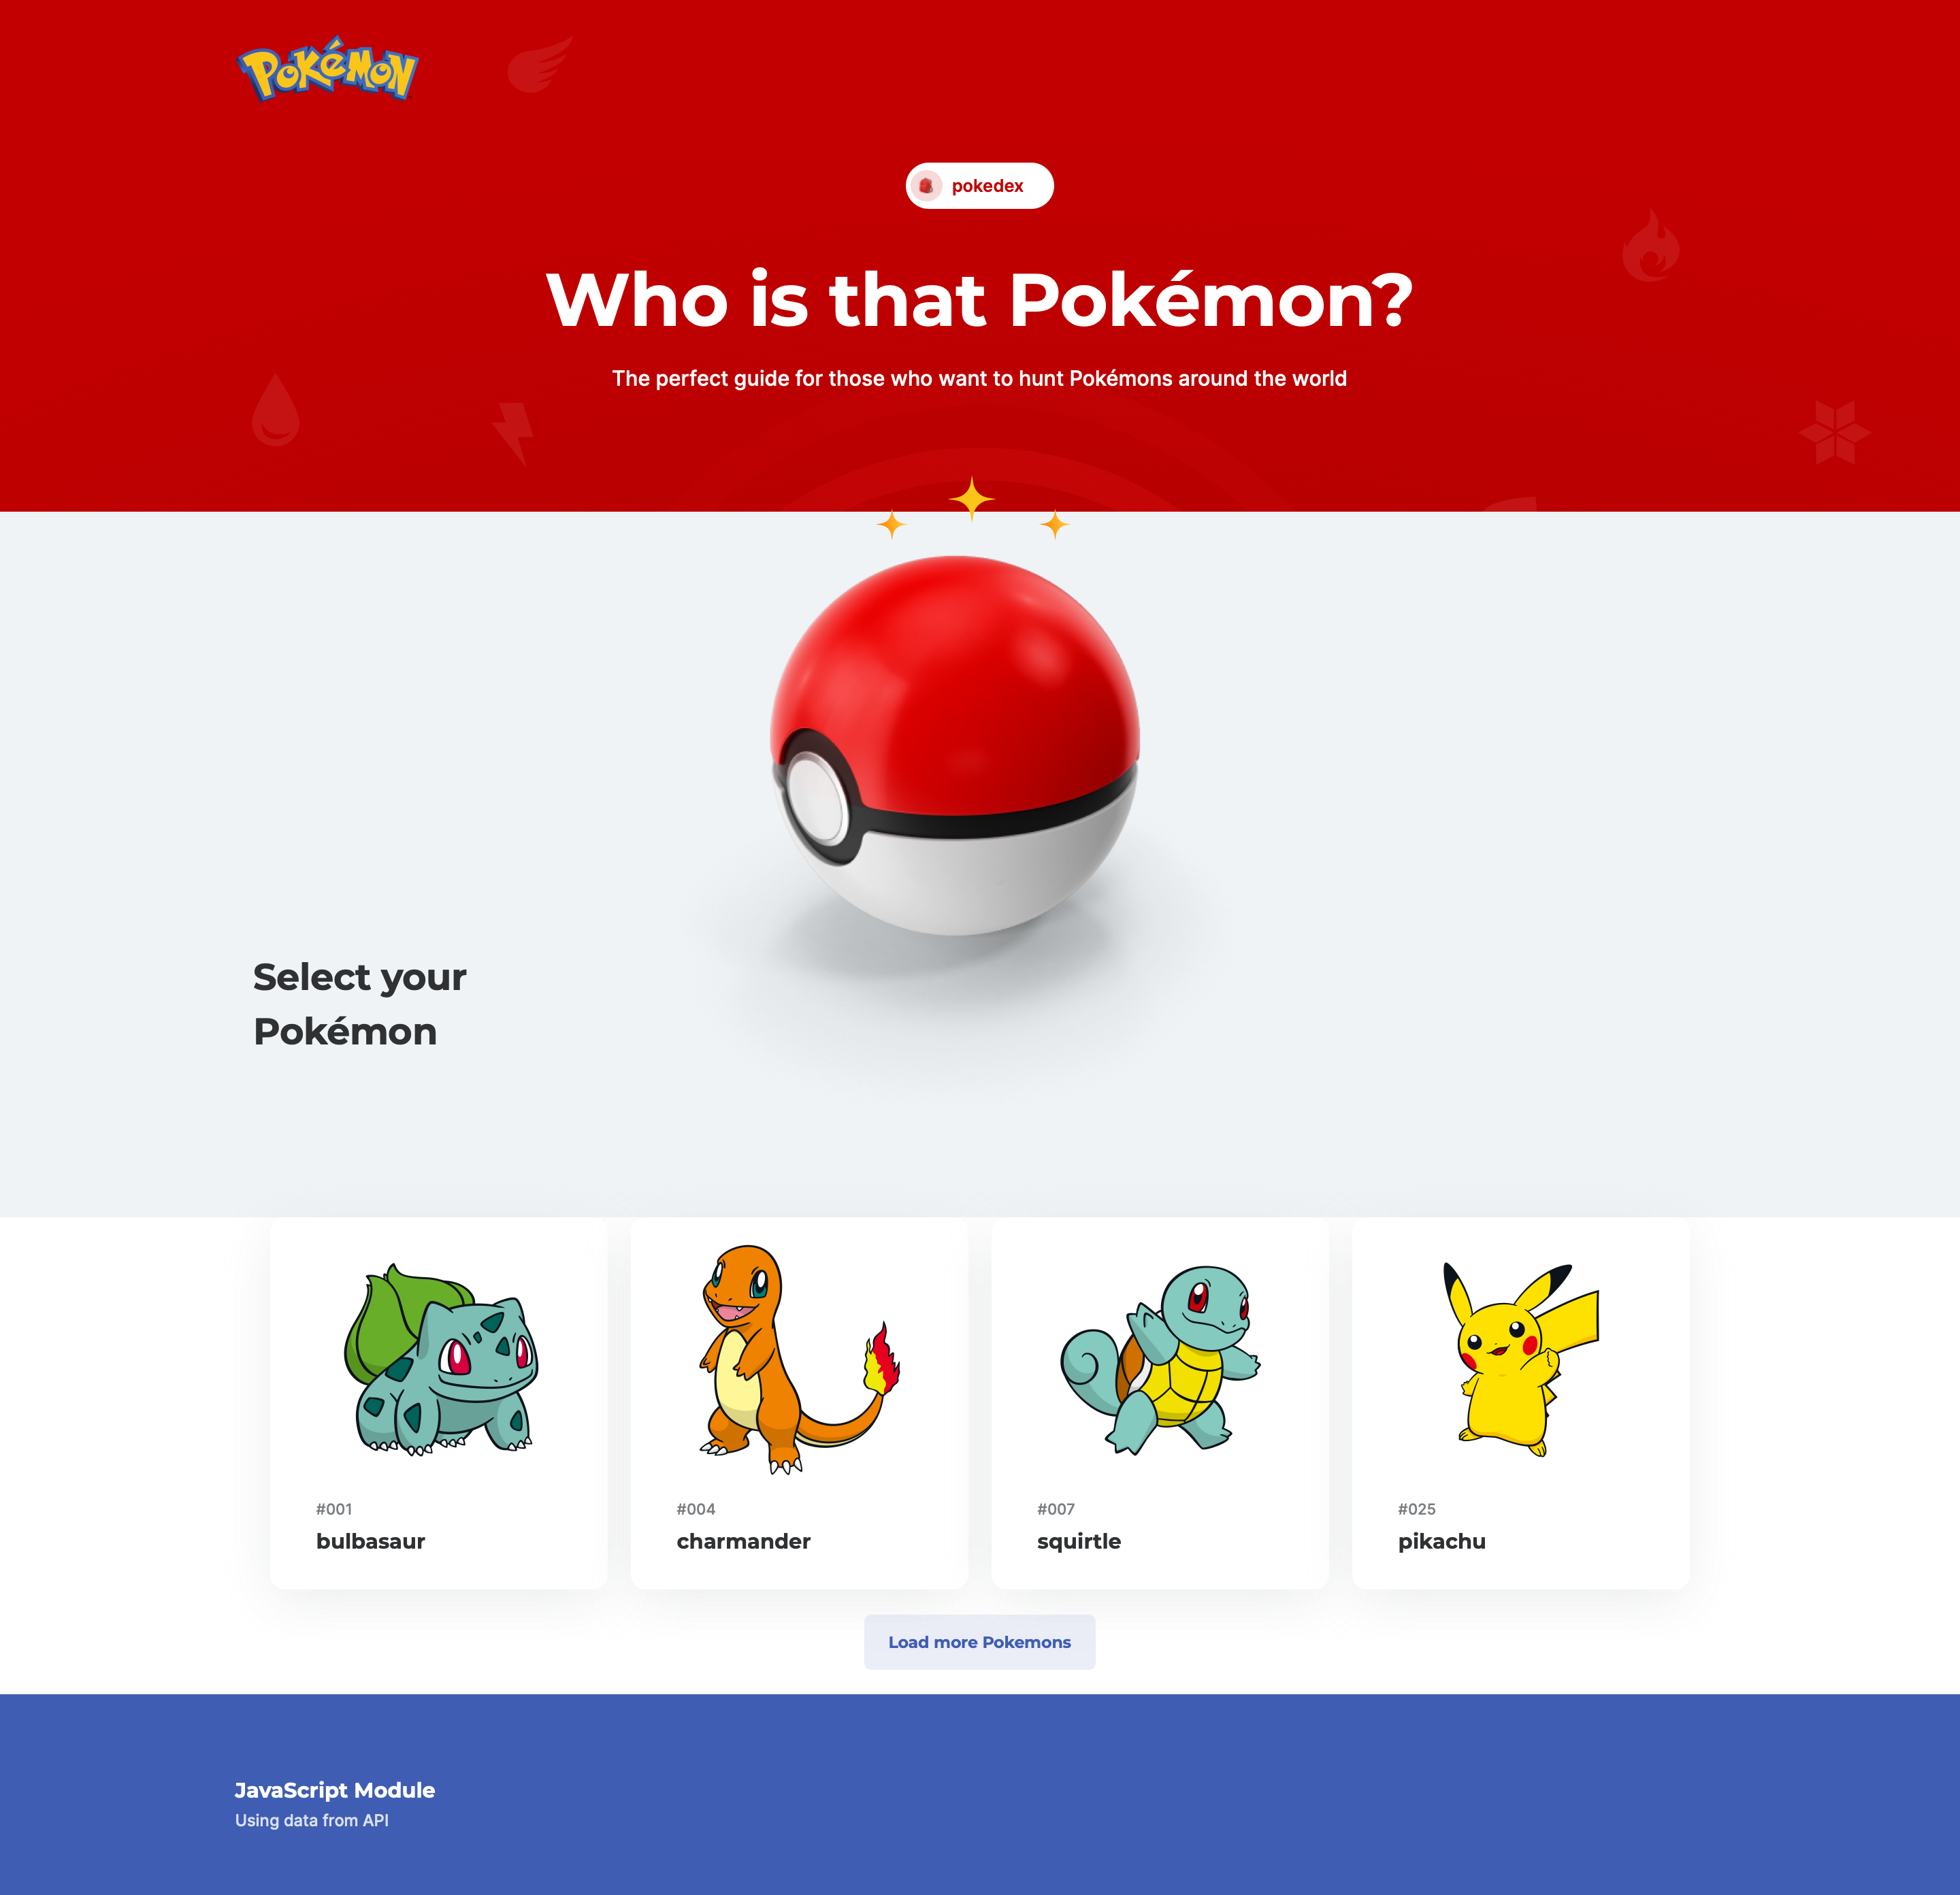 Pokémon
pokedex
Who is that Pokémon?
The perfect guide for those who want to hunt Pokémons around the world
Select your
Pokémon
#001
bulbasaur
#004
charmander
#007
squirtle
#025
pikachu
Load more Pokemons
JavaScript Module
Using data from API